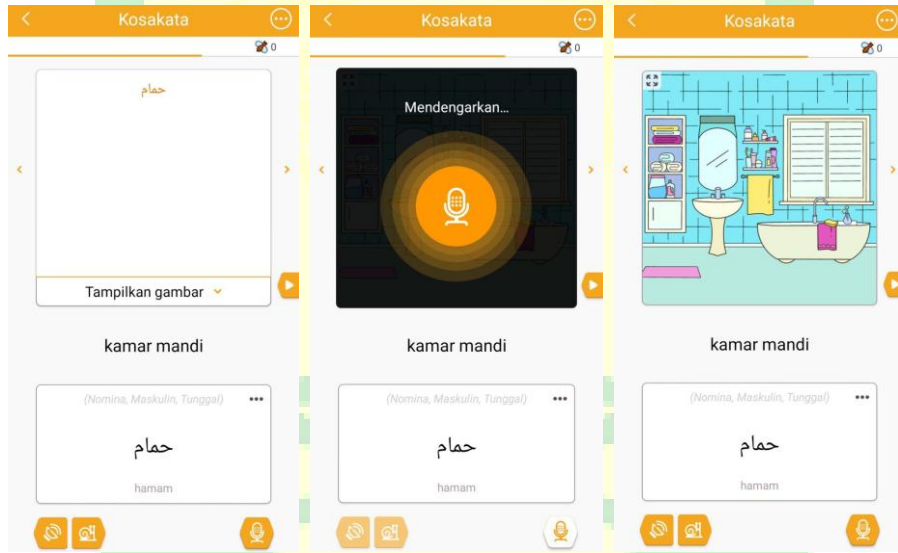 Kosakata
0
حمام
Tampilkan gambar
kamar mandi
(Nomina, Maskulin, Tunggal)
حمام
hamam
Kosakata
0
Mendengarkan...
kamar mandi
(Nomina, Maskulin, Tunggal)
حمام
hamam
Kosakata
0
kamar mandi
(Nomina, Maskulin, Tunggal)
حمام
hamam